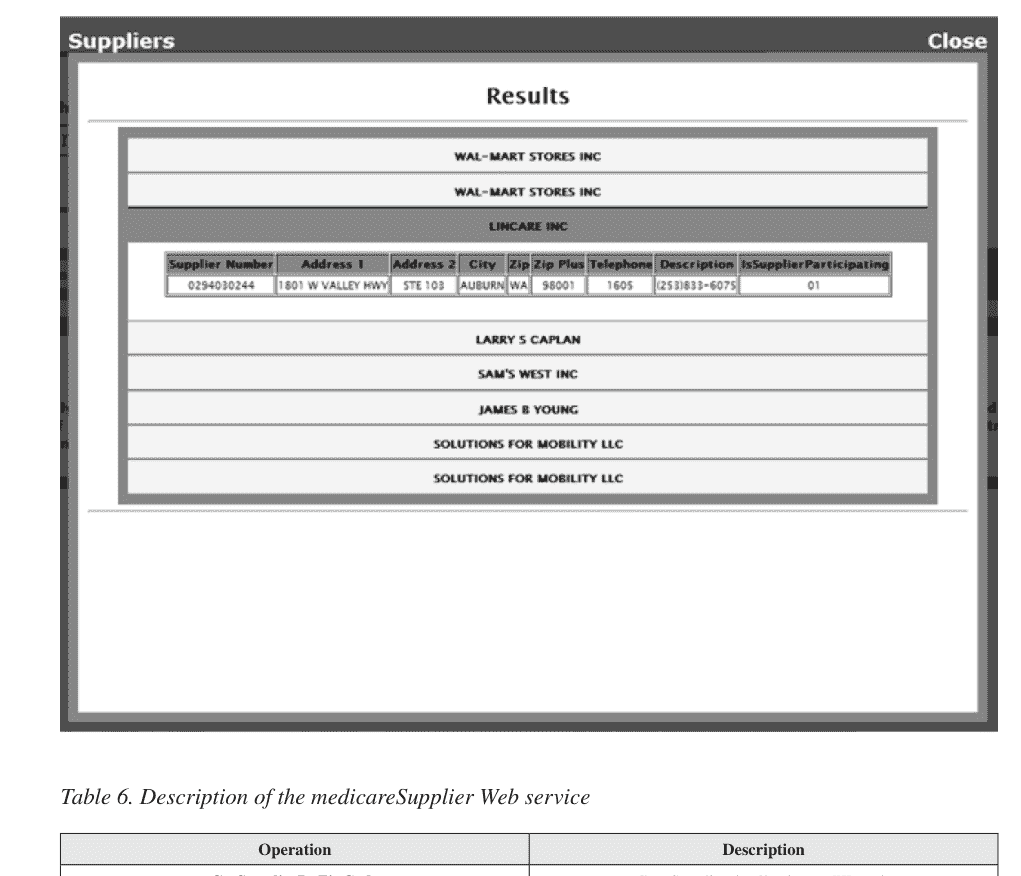 Suppliers Close
Results
WAL-MART STORES INC
WAL-MART STORES INC
LINCARE INC
Supplier Number Address 1 Address 2 City Zip Zip Plus Telephone Description IsSupplierParticipating
0294030244 1801 W VALLEY HWY STE 103 AUBURN WA 98001 1605 (253)833-6075 01
LARRY S CAPLAN
SAM'S WEST INC
JAMES B YOUNG
SOLUTIONS FOR MOBILITY LLC
SOLUTIONS FOR MOBILITY LLC
Table 6. Description of the medicareSupplier Web service
Operation Description